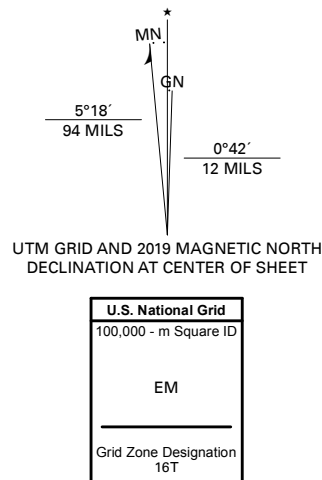 ★
MN
GN
5°18´
94 MILS
0°42´
12 MILS
UTM GRID AND 2019 MAGNETIC NORTH
DECLINATION AT CENTER OF SHEET
U.S. National Grid
100,000 - m Square ID
EM
Grid Zone Designation
16T